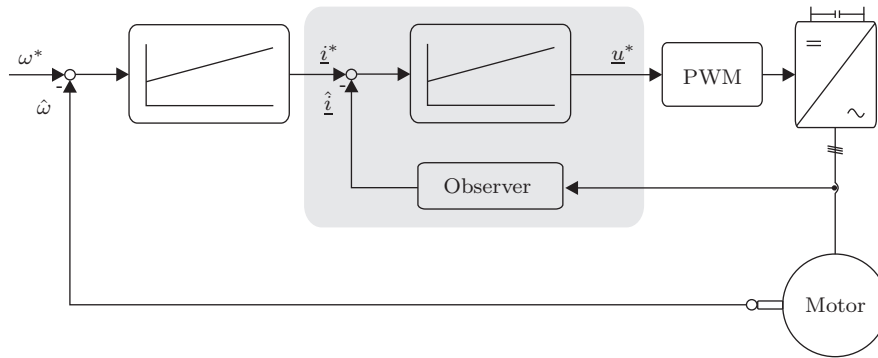 ω*
-
ω̂
i*
-
î
u*
PWM
Observer
Motor